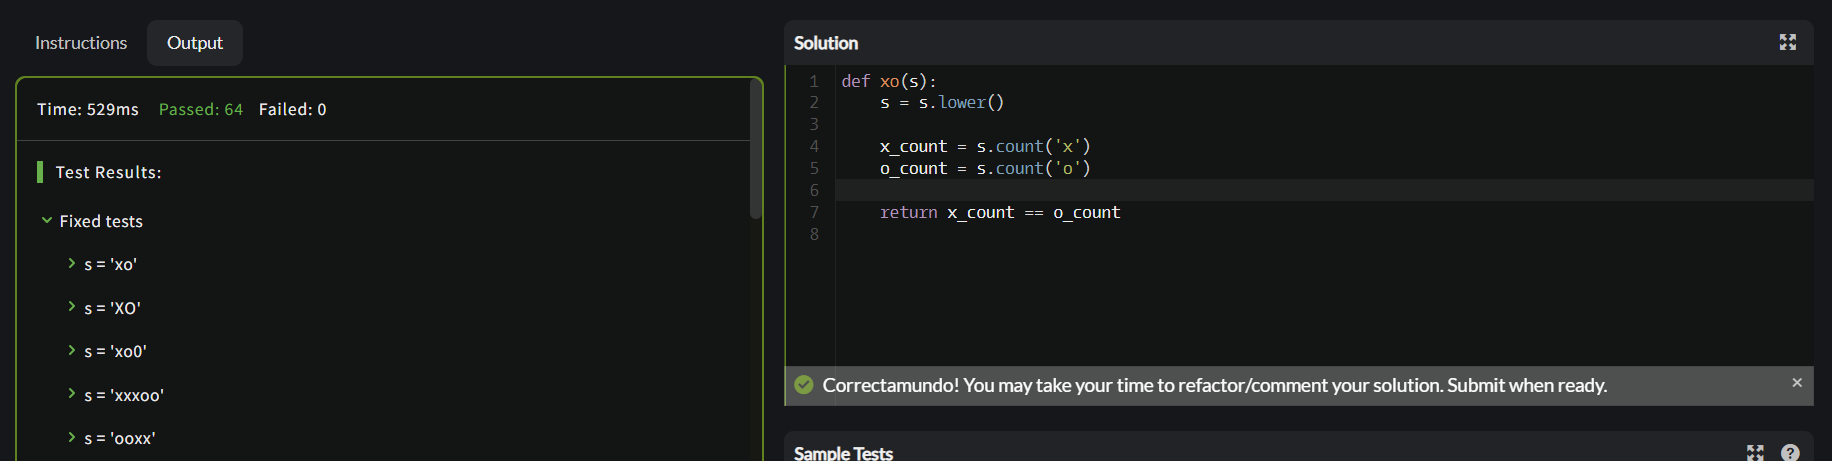 Instructions
Output
Time: 529ms Passed: 64 Failed: 0
Test Results:
Fixed tests
s = 'xo'
s = 'XO'
s = 'xo0'
s = 'xxxoo'
s = 'ooxx'
Solution
1 def xo(s):
2     s = s.lower()
3
4     x_count = s.count('x')
5     o_count = s.count('o')
6
7     return x_count == o_count
8
Correctamundo! You may take your time to refactor/comment your solution. Submit when ready. ×
Sample Tests ?